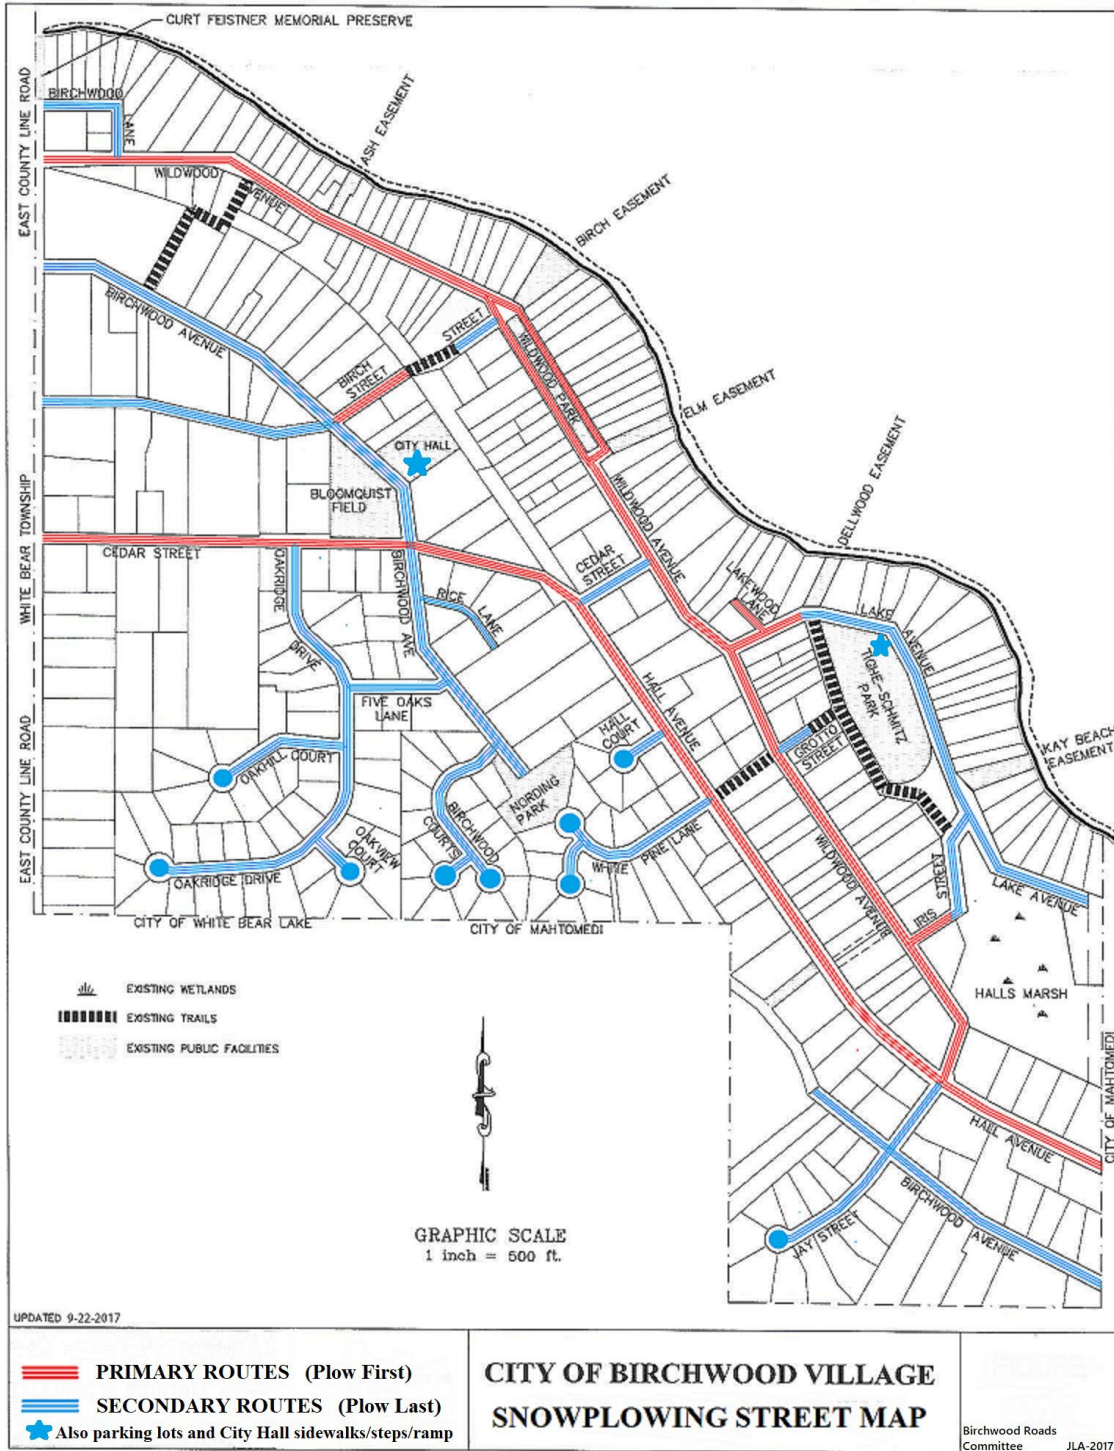 CURT FEISTNER MEMORIAL PRESERVE
EAST COUNTY LINE ROAD
BIRCHWOOD
LANE
ASH EASEMENT
WILDWOOD
AVENUE
BIRCH EASEMENT
BIRCHWOOD AVENUE
STREET
BIRCH
STREET
WILDWOOD PARK
ELM EASEMENT
CITY HALL
BLOOMQUIST
FIELD
WILDWOOD AVENUE
DELLWOOD EASEMENT
WHITE BEAR TOWNSHIP
CEDAR STREET
OAKRIDGE
DRIVE
BIRCHWOOD AVE
RICE LANE
CEDAR
STREET
LAKEWOOD
LANE
LAKE AVENUE
TIGHE-SCHMITZ
PARK
FIVE OAKS
LANE
HALL AVENUE
HALL
COURT
GROTTO
STREET
KAY BEACH
EASEMENT
EAST COUNTY LINE ROAD
OAKHILL COURT
NORDING
PARK
BIRCHWOOD
COURTS
OAKVIEW
COURT
WHITE PINE LANE
WILDWOOD AVENUE
OAKRIDGE DRIVE
STREET
IRIS
LAKE AVENUE
CITY OF WHITE BEAR LAKE
CITY OF MAHTOMEDI
HALLS MARSH
EXISTING WETLANDS
EXISTING TRAILS
EXISTING PUBLIC FACILITIES
CITY OF MAHTOMEDI
HALL AVENUE
BIRCHWOOD AVENUE
JAY STREET
GRAPHIC SCALE
1 inch = 500 ft.
UPDATED 9-22-2017
PRIMARY ROUTES (Plow First)
SECONDARY ROUTES (Plow Last)
Also parking lots and City Hall sidewalks/steps/ramp
CITY OF BIRCHWOOD VILLAGE
SNOWPLOWING STREET MAP
Birchwood Roads
Committee JLA-2017